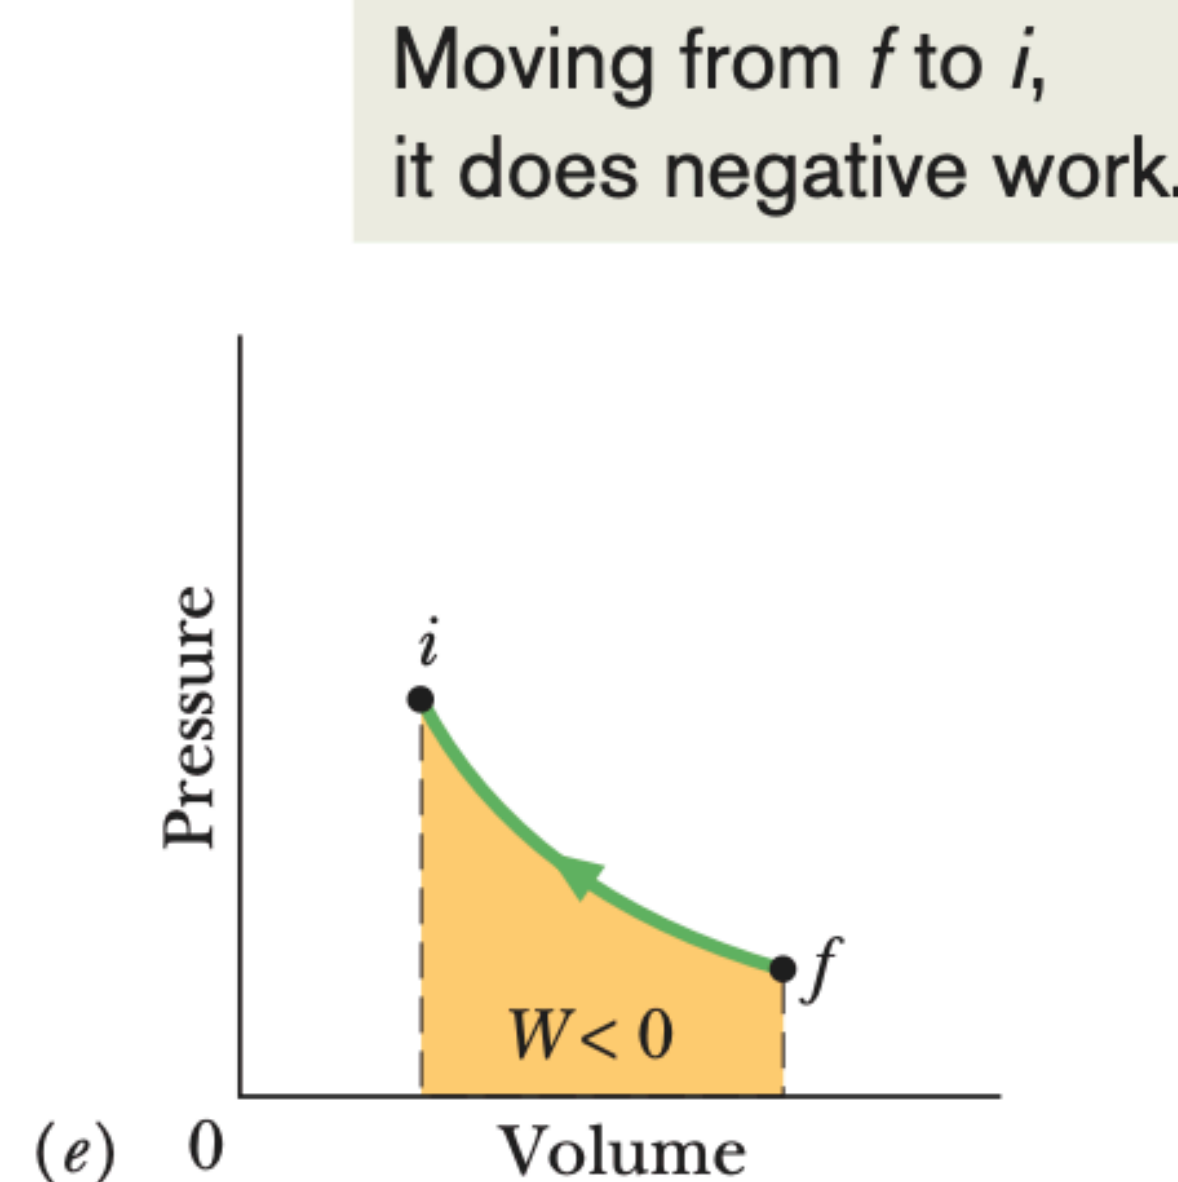 Moving from f to i,
it does negative work.
i
Pressure
f
W < 0
(e) 0 Volume